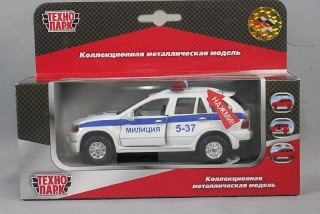 ТЕХНО
ПАРК
Коллекционная металлическая модель
НАЖМИ!
МИЛИЦИЯ
5-37
ТЕХНО
ПАРК
Коллекционная
металлическая модель